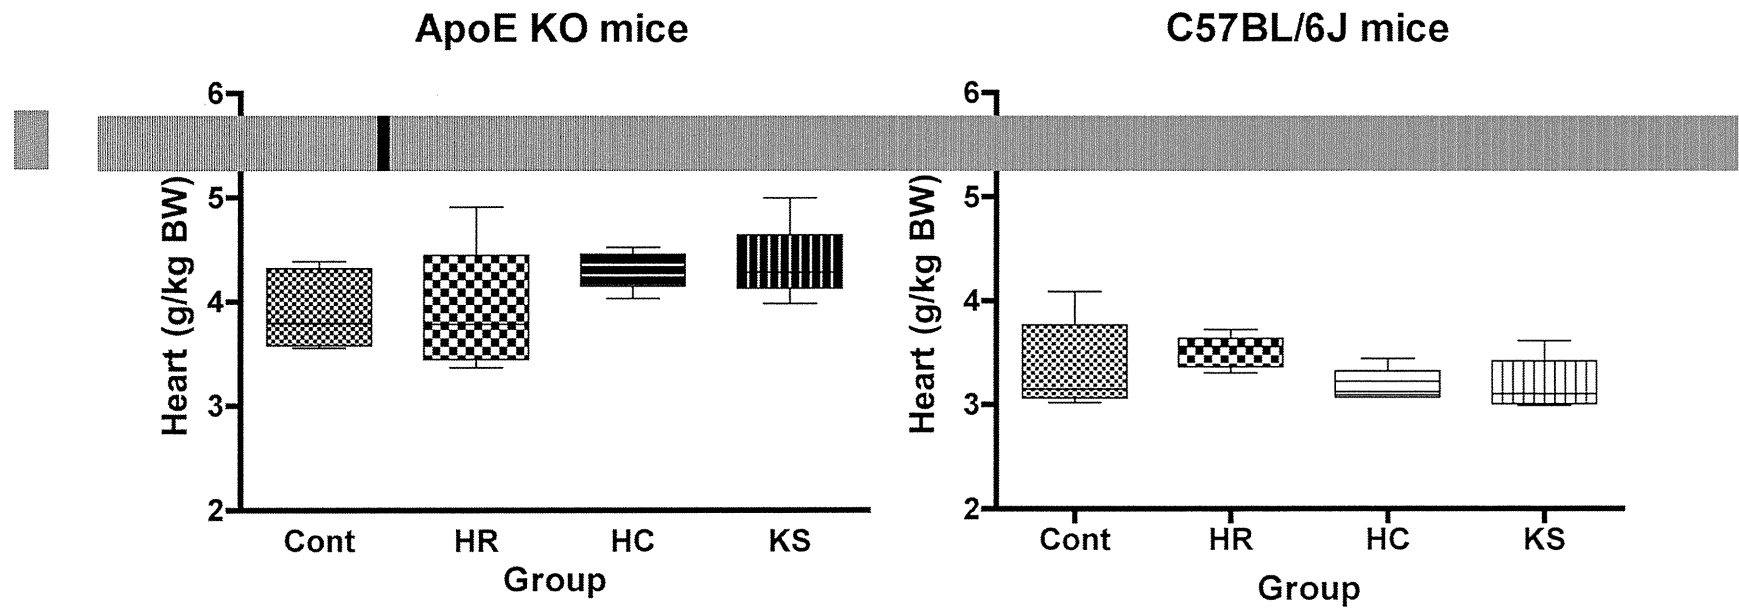 ApoE KO mice
C57BL/6J mice
6
5
4
3
2
Heart (g/kg BW)
Cont HR HC KS
Group
6
5
4
3
2
Heart (g/kg BW)
Cont HR HC KS
Group